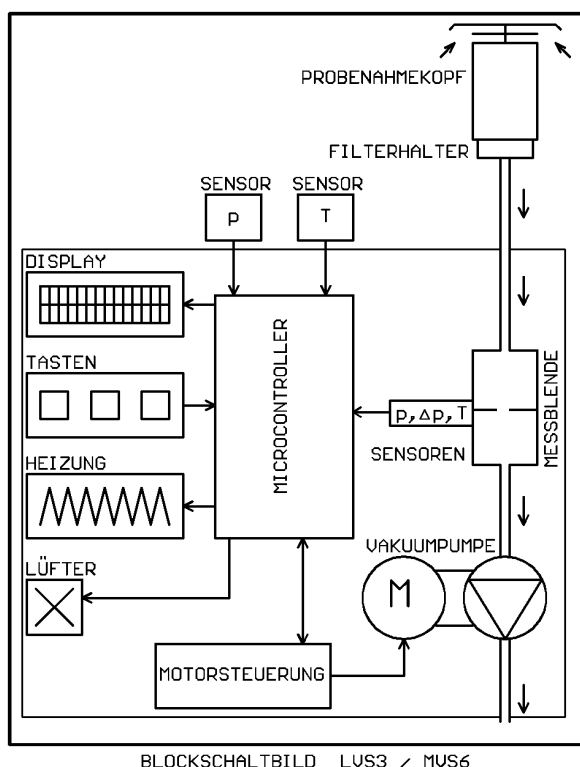 PROBENAHMEKOPF
FILTERHALTER
SENSOR SENSOR
p T
DISPLAY
TASTEN
MICROCONTROLLER
p,Δp,T
SENSOREN
MESSBLENDE
HEIZUNG
VAKUUMPUMPE
LÜFTER
M
MOTORSTEUERUNG
BLOCKSCHALTBILD LVS3 / MVS6